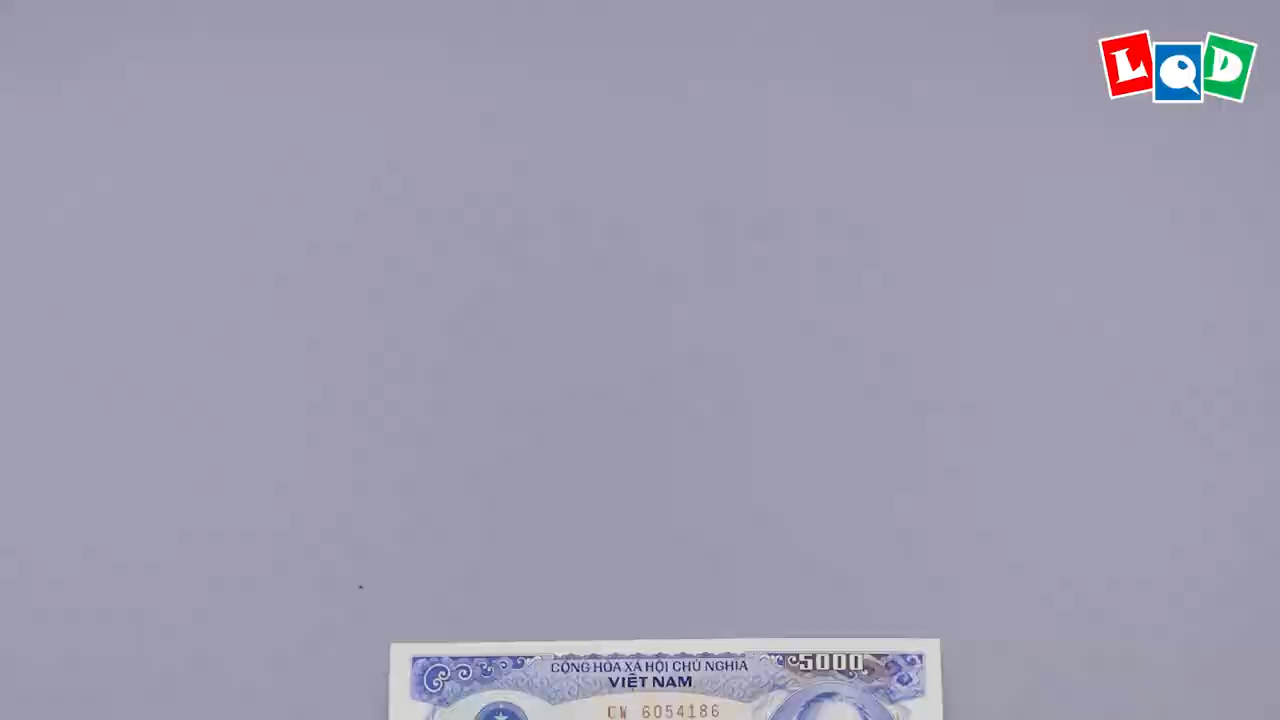 LQD
CỘNG HÒA XÃ HỘI CHỦ NGHĨA
5000
VIỆT NAM
CW 6054186